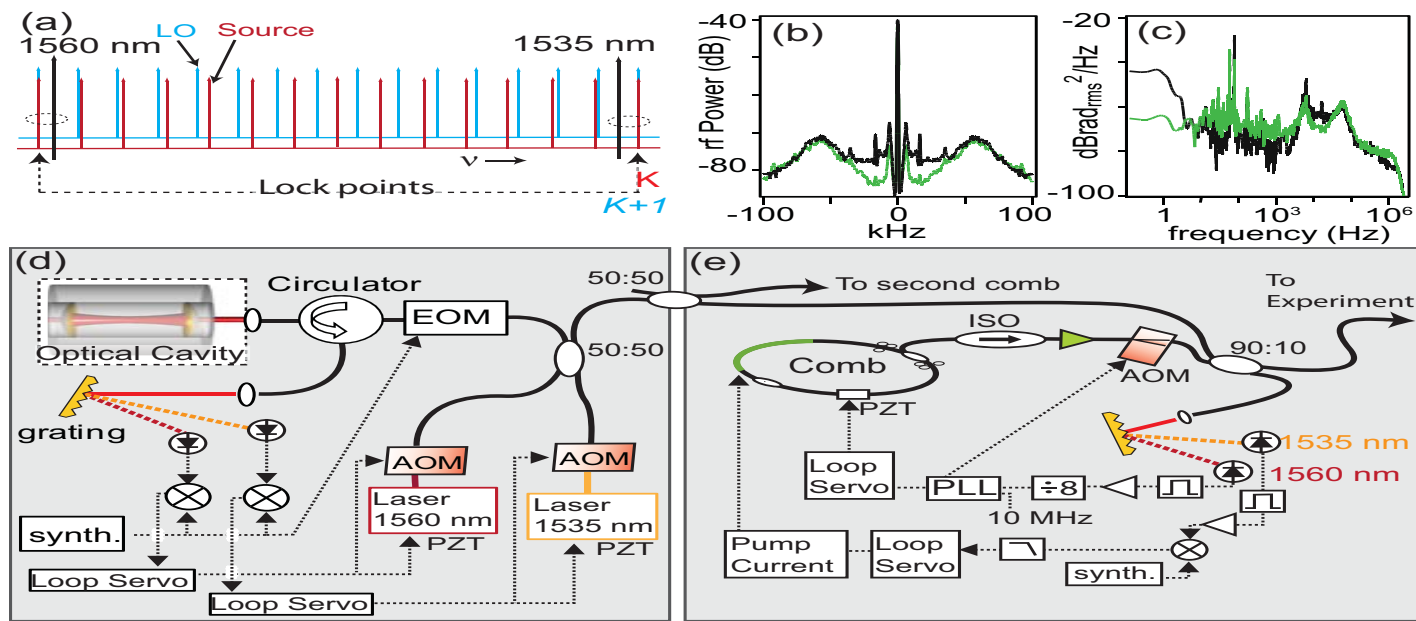 (a)
1560 nm
LO
Source
1535 nm
ν
Lock points
K
K+1
(b)
-40
-80
rf Power (dB)
-100
0
100
kHz
(c)
-20
-100
dBrad_rms^2/Hz
1
10^3
10^6
frequency (Hz)
(d)
Optical Cavity
Circulator
EOM
50:50
50:50
grating
AOM
AOM
Laser
1560 nm
Laser
1535 nm
PZT
PZT
synth.
Loop Servo
Loop Servo
(e)
To second comb
To
Experiment
ISO
Comb
PZT
AOM
90:10
1535 nm
1560 nm
Loop
Servo
PLL
÷8
10 MHz
Pump
Current
Loop
Servo
synth.